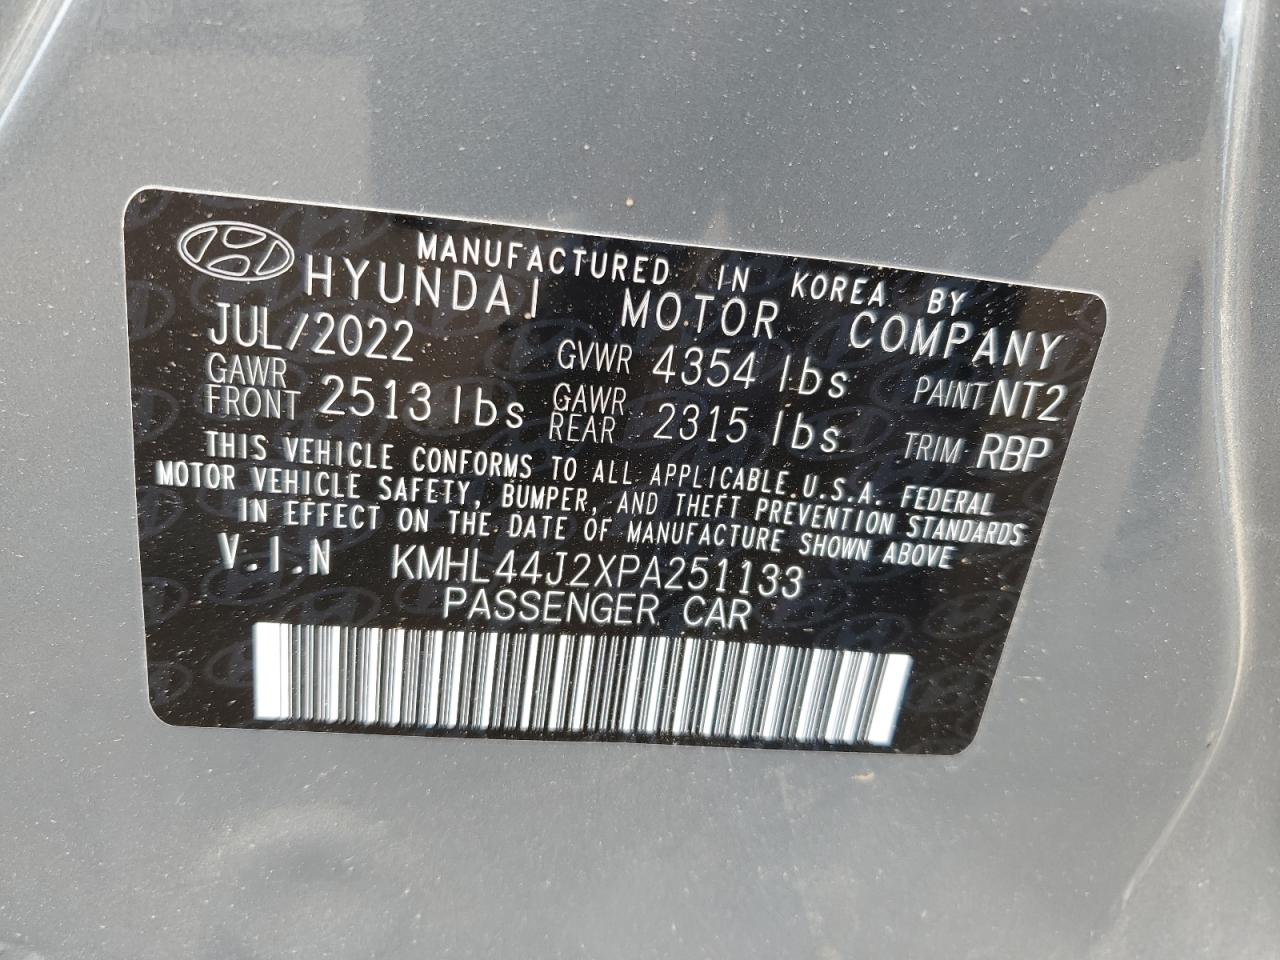 MANUFACTURED IN KOREA BY
HYUNDAI MOTOR COMPANY
JUL/2022 GVWR 4354 lbs PAINT NT2
GAWR FRONT 2513 lbs GAWR REAR 2315 lbs TRIM RBP
THIS VEHICLE CONFORMS TO ALL APPLICABLE U.S.A. FEDERAL
MOTOR VEHICLE SAFETY, BUMPER, AND THEFT PREVENTION STANDARDS
IN EFFECT ON THE DATE OF MANUFACTURE SHOWN ABOVE
V.I.N KMHL44J2XPA251133
PASSENGER CAR